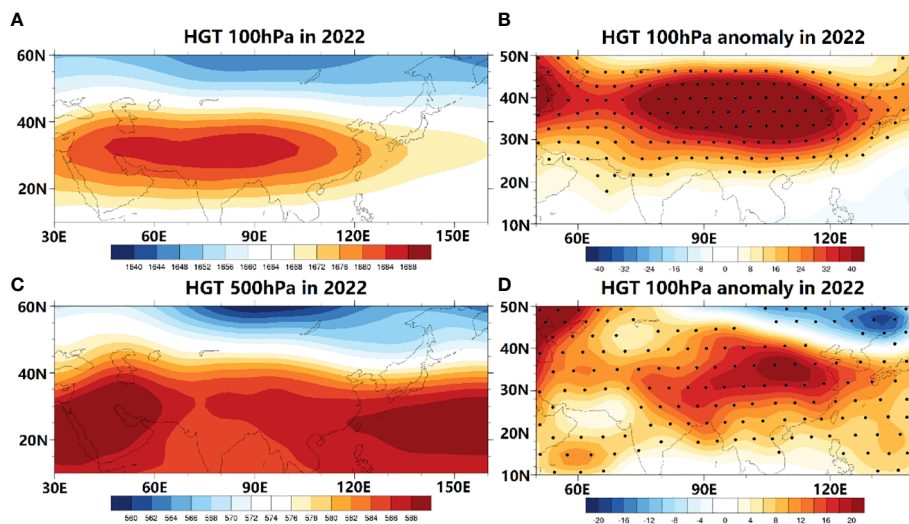 A
HGT 100hPa in 2022
60N
40N
20N
30E 60E 90E 120E 150E
1640 1644 1648 1652 1656 1660 1664 1668 1672 1676 1680 1684 1688
B
HGT 100hPa anomaly in 2022
50N
40N
30N
20N
10N
60E 90E 120E
-40 -32 -24 -16 -8 0 8 16 24 32 40
C
HGT 500hPa in 2022
60N
40N
20N
30E 60E 90E 120E 150E
560 562 564 566 568 570 572 574 576 578 580 582 584 586 588
D
HGT 100hPa anomaly in 2022
50N
40N
30N
20N
10N
60E 90E 120E
-20 -16 -12 -8 -4 0 4 8 12 16 20